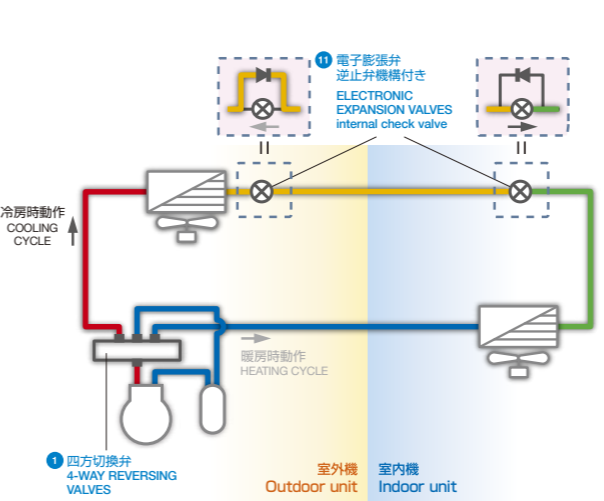 11 電子膨張弁
逆止弁機構付き
ELECTRONIC
EXPANSION VALVES
internal check valve
冷房時動作
COOLING
CYCLE
暖房時動作
HEATING CYCLE
1 四方切換弁
4-WAY REVERSING
VALVES
室外機
Outdoor unit
室内機
Indoor unit